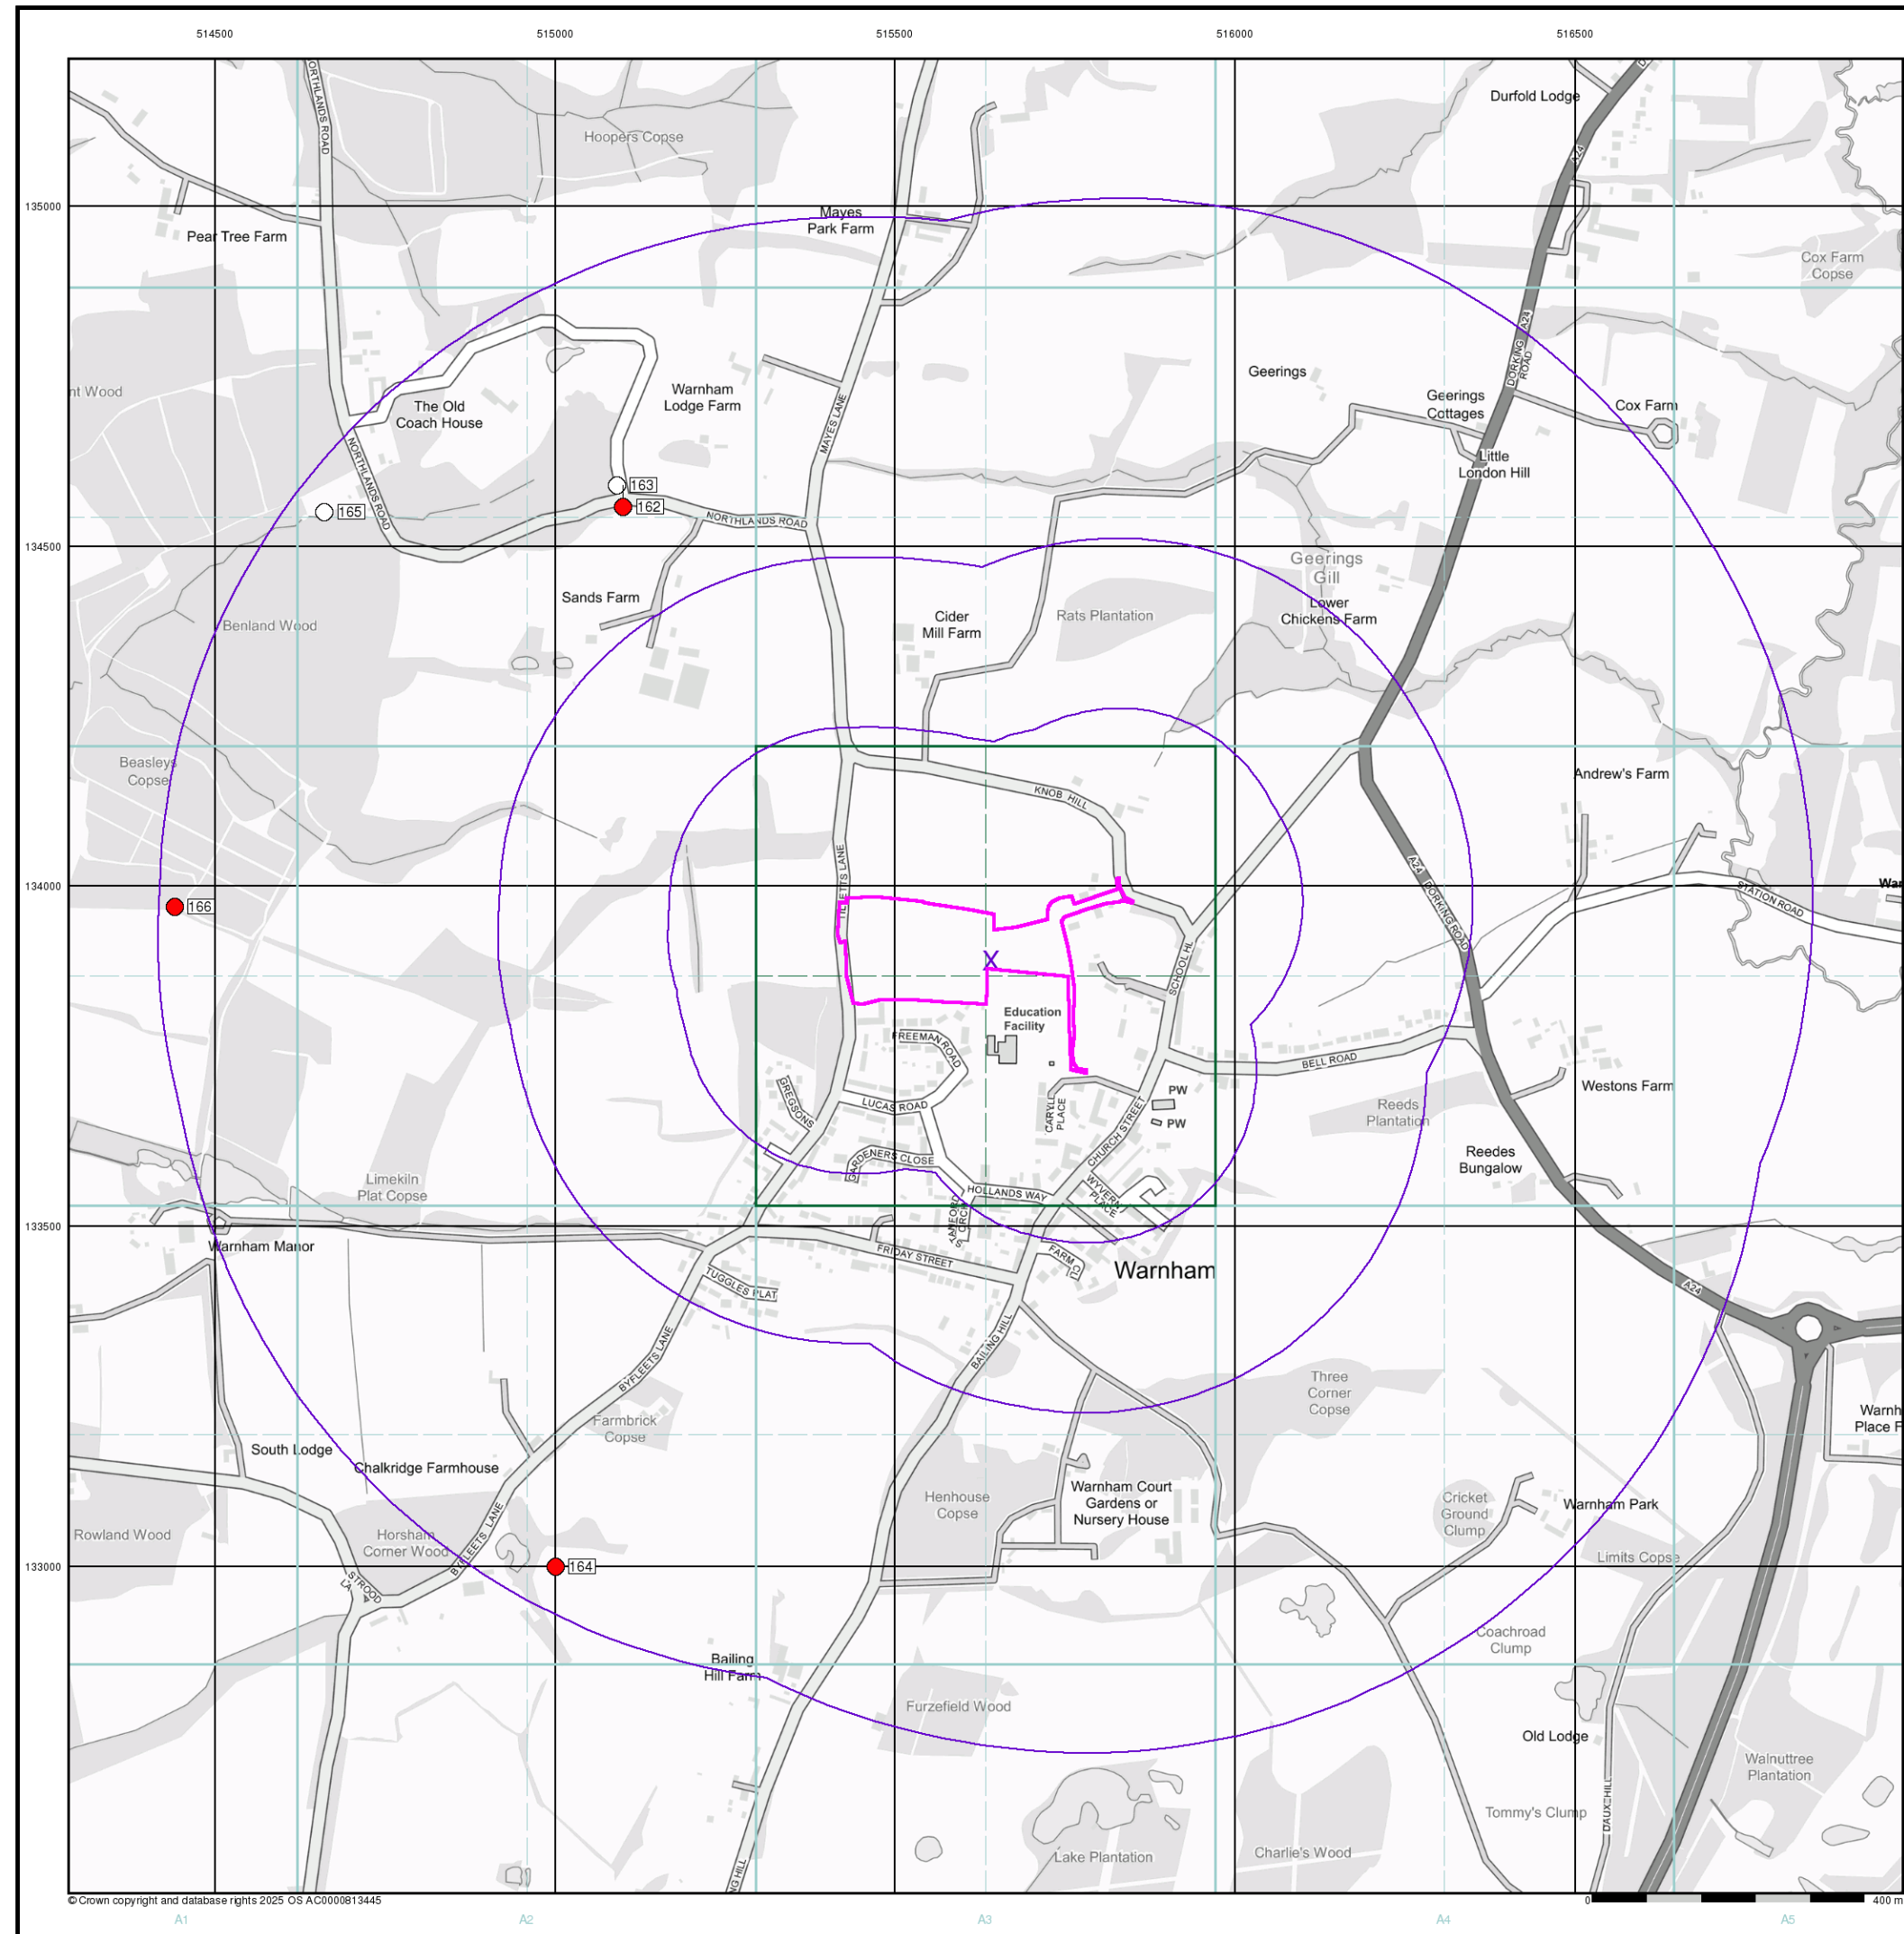 514500
515000
515500
516000
516500
135000
134500
134000
133500
133000
NORTHLANDS ROAD
Hoopers Copse
Durfold Lodge
A24
Pear Tree Farm
Mayes
Park Farm
Cox Farm
Copse
nt Wood
The Old
Coach House
Warnham
Lodge Farm
MAYES LANE
Geerings
Geerings
Cottages
DORKING
ROAD
A24
Cox Farm
Little
London Hill
NORTHLANDS ROAD
163
162
165
NORTHLANDS ROAD
Geerings
Gill
Lower
Chickens Farm
Sands Farm
Benland Wood
Cider
Mill Farm
Rats Plantation
Beasleys
Copse
KNOB HILL
Andrew's Farm
TILLETTS LANE
A24
DORKING ROAD
STATION ROAD
War
166
X
SCHOOL HL
Education
Facility
FREEMAN ROAD
BELL ROAD
GREGSONS
LUCAS ROAD
CARYLL
PLACE
PW
PW
CHURCH STREET
Reeds
Plantation
Westons Farm
Reedes
Bungalow
Limekiln
Plat Copse
GARDENERS CLOSE
HOLLANDS WAY
WYVERN
PLACE
Warnham Manor
FRIDAY STREET
FARM CL
TUGGLES PLAT
Warnham
A24
BYFLEETS LANE
BAILING HILL
Farmbrick
Copse
Three
Corner
Copse
Warnh
Place F
South Lodge
Chalkridge Farmhouse
Henhouse
Copse
Warnham Court
Gardens or
Nursery House
Cricket
Ground
Clump
Warnham Park
Rowland Wood
Horsham
Corner Wood
BYFLEETS LANE
Limits Copse
STROOD
LA
164
Coachroad
Clump
Bailing
Hill Farm
Furzefield Wood
Old Lodge
Walnuttree
Plantation
Tommy's Clump
DAUXHILL
Lake Plantation
Charlie's Wood
NG HILL
© Crown copyright and database rights 2025 OS AC0000813445
0
400 m
A1
A2
A3
A4
A5